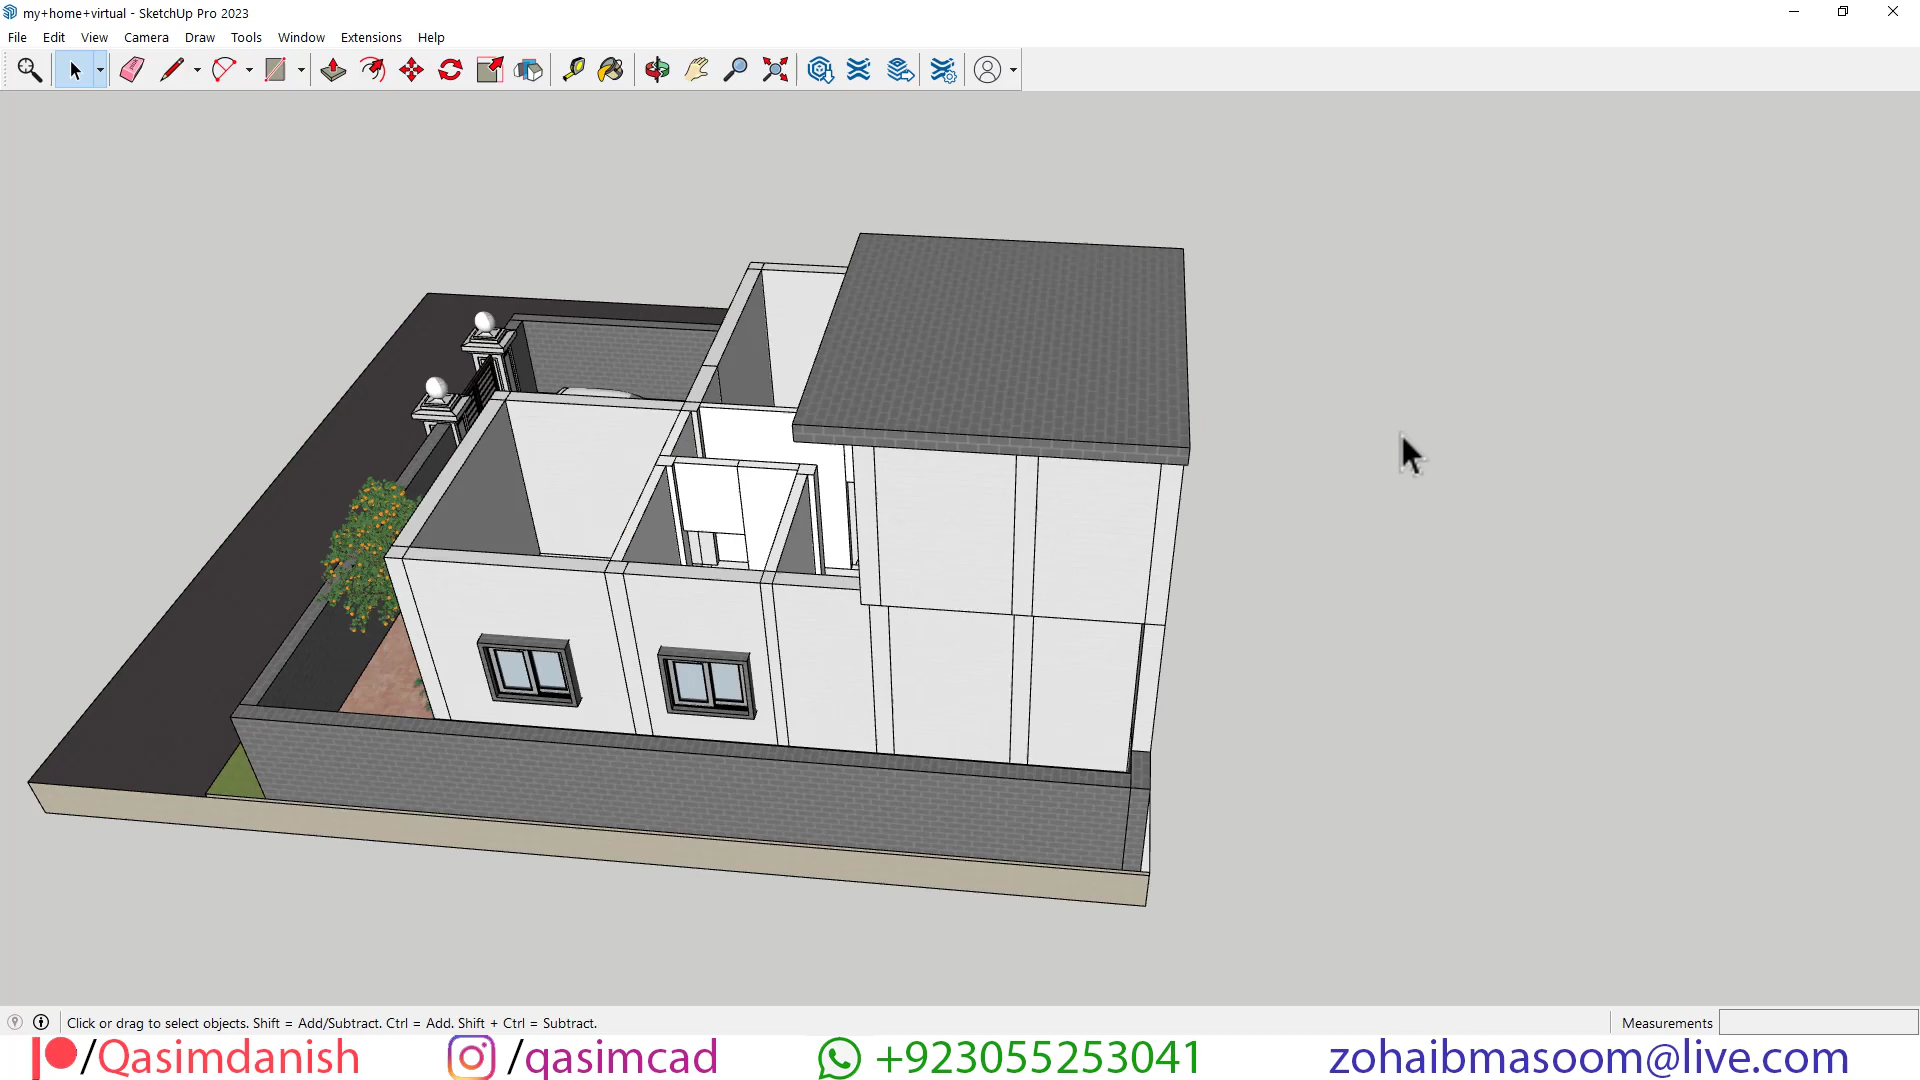 my+home+virtual - SketchUp Pro 2023
File Edit View Camera Draw Tools Window Extensions Help
Click or drag to select objects. Shift = Add/Subtract. Ctrl = Add. Shift + Ctrl = Subtract.
Measurements
/Qasimdanish /qasimcad +923055253041 zohaibmasoom@live.com